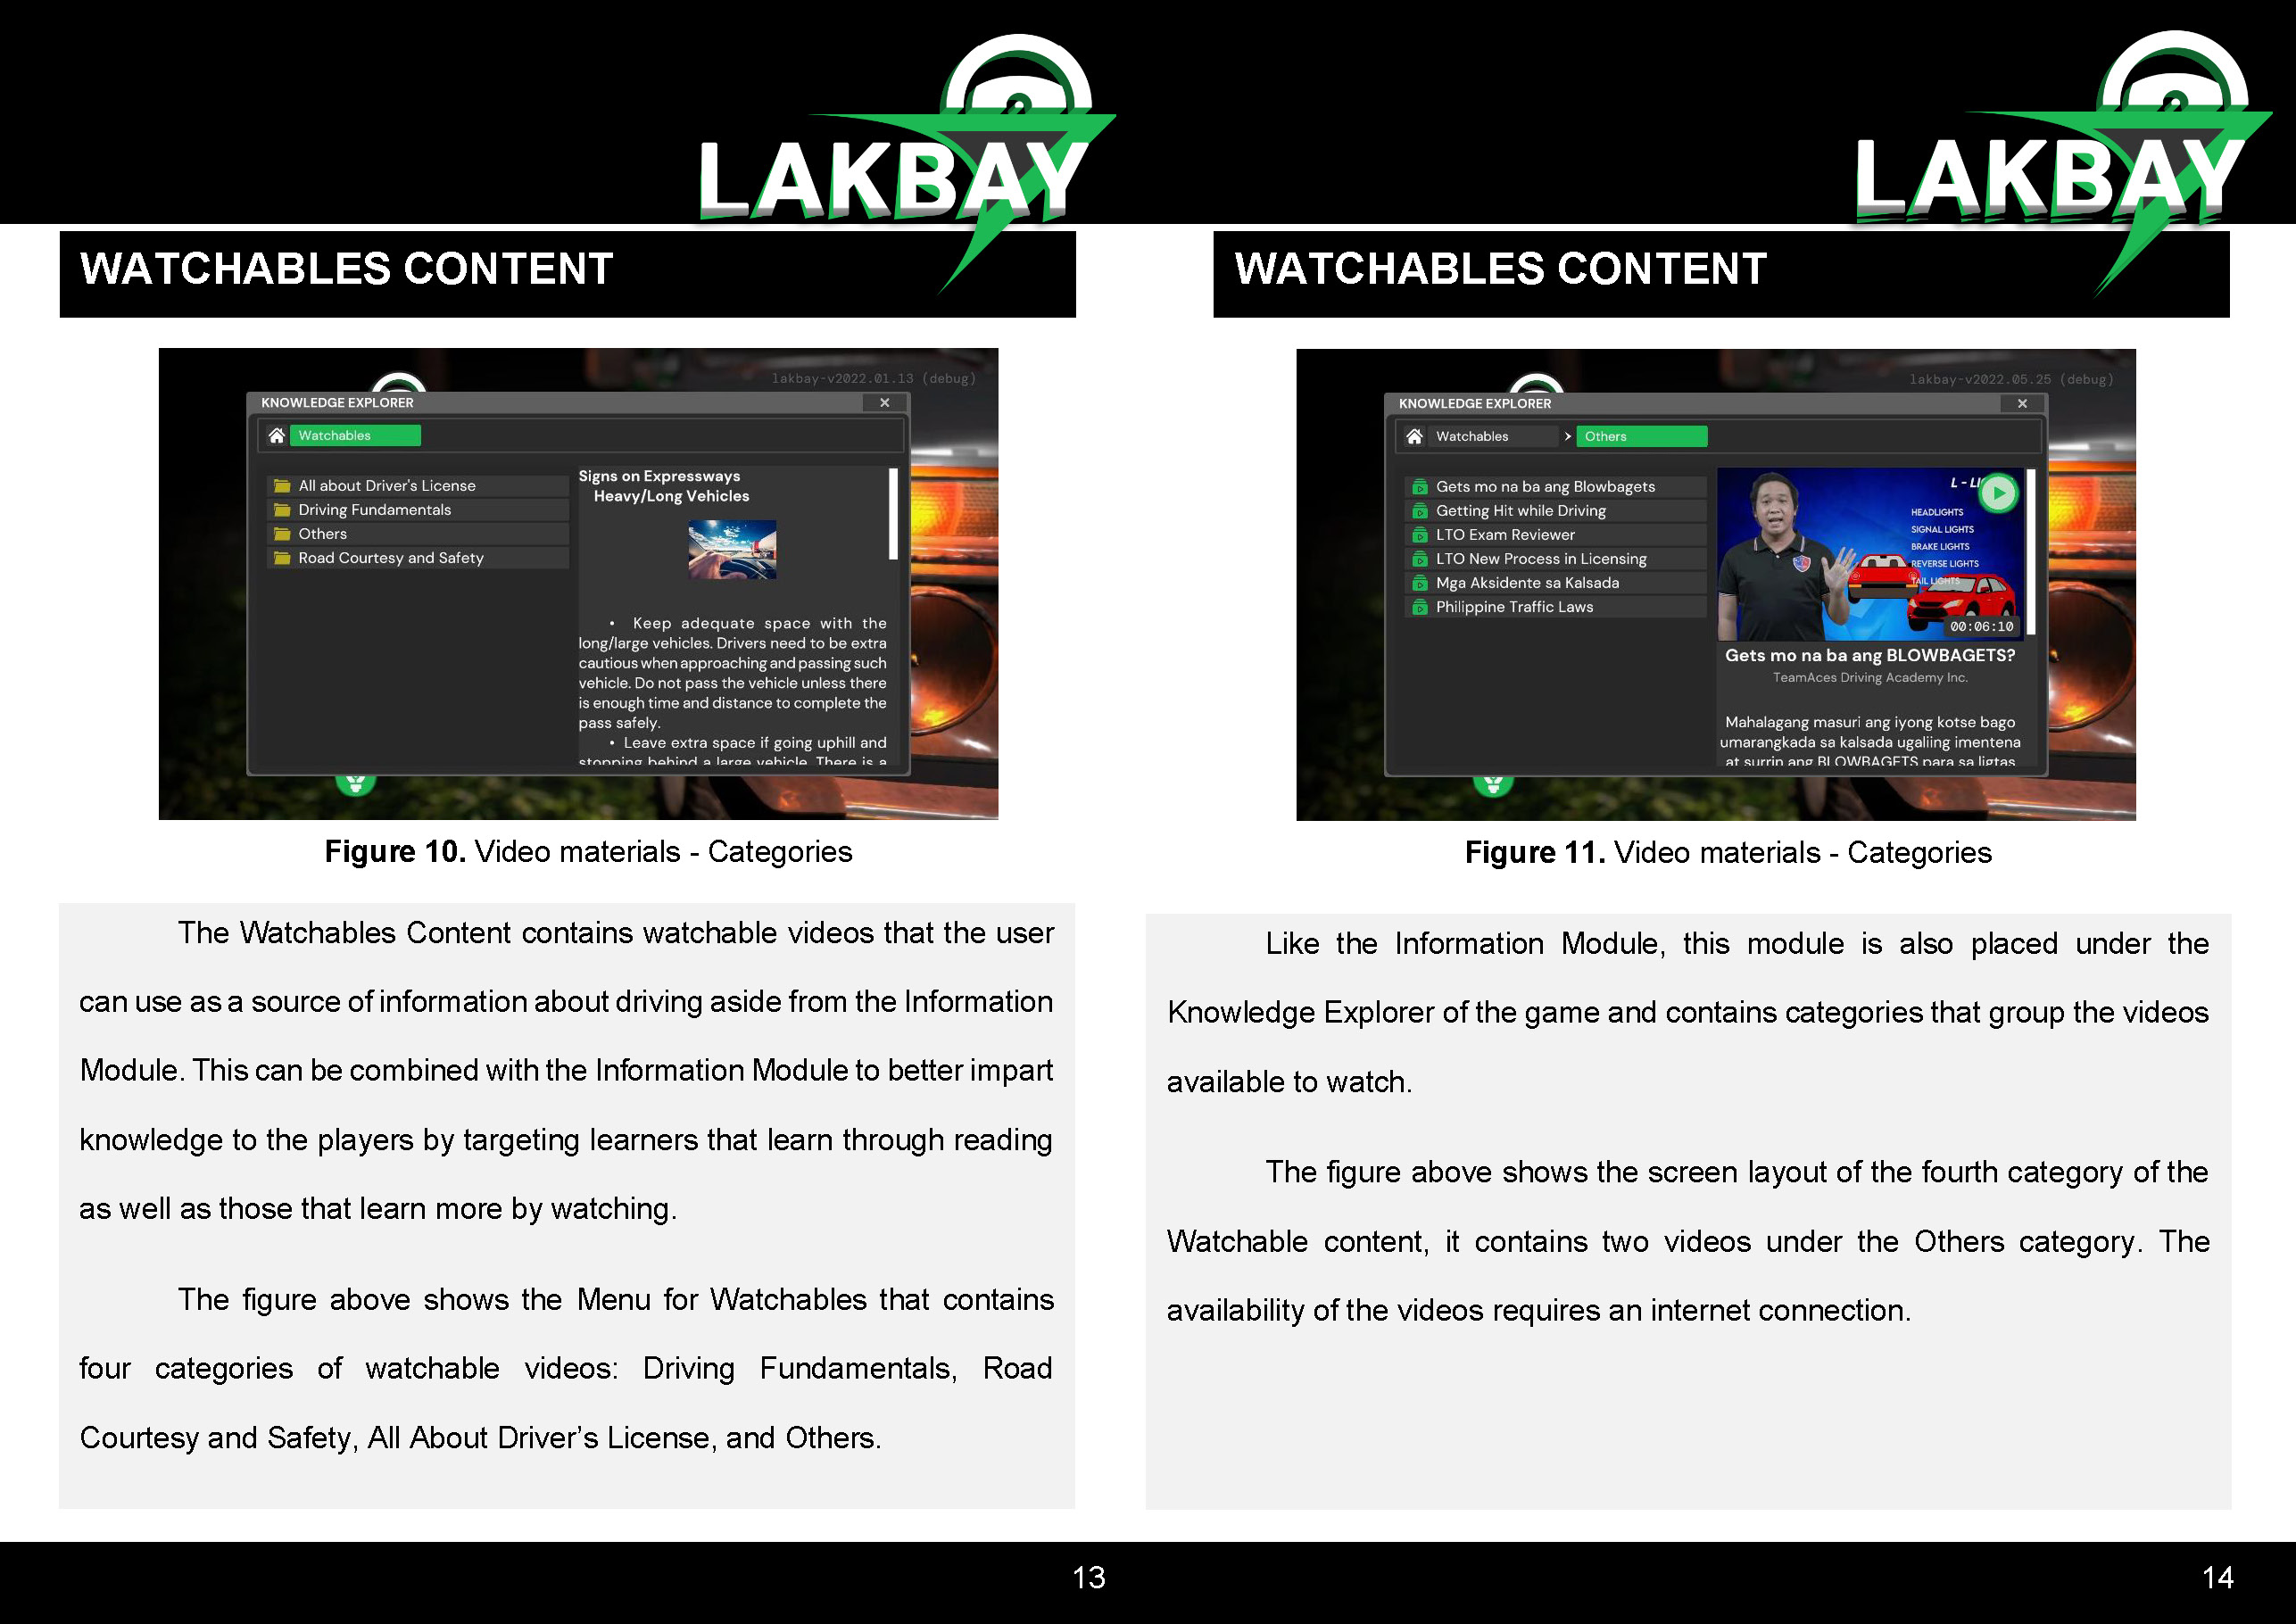 LAKBAY
WATCHABLES CONTENT
lakbay-v2022.01.13 (debug)
KNOWLEDGE EXPLORER
Watchables
All about Driver's License
Driving Fundamentals
Others
Road Courtesy and Safety
Signs on Expressways
Heavy/Long Vehicles
• Keep adequate space with the
long/large vehicles. Drivers need to be extra
cautious when approaching and passing such
vehicle. Do not pass the vehicle unless there
is enough time and distance to complete the
pass safely.
• Leave extra space if going uphill and
stopping behind a large vehicle. There is a
Figure 10. Video materials - Categories
The Watchables Content contains watchable videos that the user
can use as a source of information about driving aside from the Information
Module. This can be combined with the Information Module to better impart
knowledge to the players by targeting learners that learn through reading
as well as those that learn more by watching.
The figure above shows the Menu for Watchables that contains
four categories of watchable videos: Driving Fundamentals, Road
Courtesy and Safety, All About Driver’s License, and Others.
13
LAKBAY
WATCHABLES CONTENT
lakbay-v2022.05.25 (debug)
KNOWLEDGE EXPLORER
Watchables > Others
Gets mo na ba ang Blowbagets
Getting Hit while Driving
LTO Exam Reviewer
LTO New Process in Licensing
Mga Aksidente sa Kalsada
Philippine Traffic Laws
L - LI
HEADLIGHTS
SIGNAL LIGHTS
BRAKE LIGHTS
REVERSE LIGHTS
TAIL LIGHTS
00:06:10
Gets mo na ba ang BLOWBAGETS?
TeamAces Driving Academy Inc.
Mahalagang masuri ang iyong kotse bago
umarangkada sa kalsada ugaliing imentena
at surrin ang BLOWBAGETS para sa ligtas
Figure 11. Video materials - Categories
Like the Information Module, this module is also placed under the
Knowledge Explorer of the game and contains categories that group the videos
available to watch.
The figure above shows the screen layout of the fourth category of the
Watchable content, it contains two videos under the Others category. The
availability of the videos requires an internet connection.
14